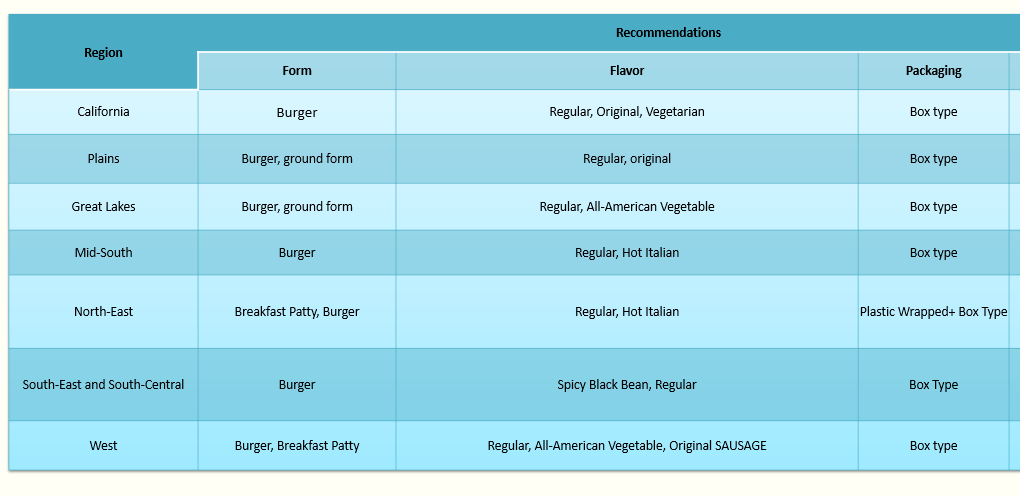 Recommendations
Region
Form Flavor Packaging
California Burger Regular, Original, Vegetarian Box type
Plains Burger, ground form Regular, original Box type
Great Lakes Burger, ground form Regular, All-American Vegetable Box type
Mid-South Burger Regular, Hot Italian Box type
North-East Breakfast Patty, Burger Regular, Hot Italian Plastic Wrapped+ Box Type
South-East and South-Central Burger Spicy Black Bean, Regular Box Type
West Burger, Breakfast Patty Regular, All-American Vegetable, Original SAUSAGE Box type